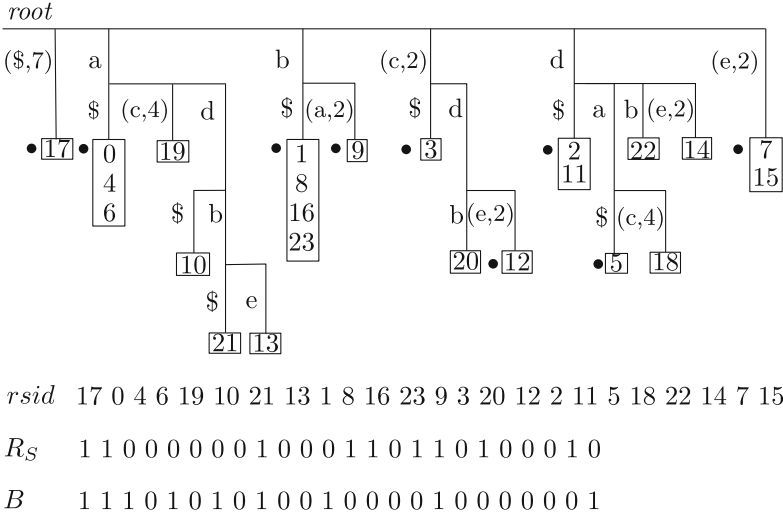 root
($,7) a b (c,2) d (e,2)
$ (c,4) d $ (a,2) $ d $ a b (e,2)
•17 •0 19 •1 •9 •3 •2 22 14 •7
4 8 11 15
6 $ b 16 b (e,2) $ (c,4)
23
10 20 •12 •5 18
$ e
21 13
rsid 17 0 4 6 19 10 21 13 1 8 16 23 9 3 20 12 2 11 5 18 22 14 7 15
R_S 1 1 0 0 0 0 0 0 1 0 0 0 1 1 0 1 1 0 1 0 0 0 1 0
B 1 1 1 0 1 0 1 0 1 0 0 1 0 0 0 0 1 0 0 0 0 0 0 1